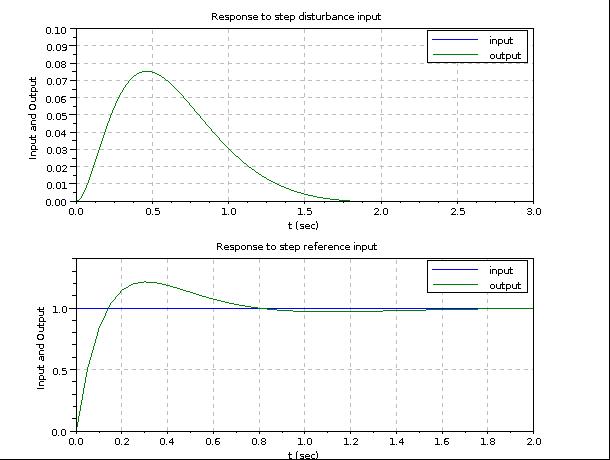 Response to step disturbance input
0.10
0.09
0.08
0.07
0.06
0.05
0.04
0.03
0.02
0.01
0.00
Input and Output
input
output
0.0 0.5 1.0 1.5 2.0 2.5 3.0
t (sec)
Response to step reference input
1.0
0.5
0.0
Input and Output
input
output
0.0 0.2 0.4 0.6 0.8 1.0 1.2 1.4 1.6 1.8 2.0
t (sec)